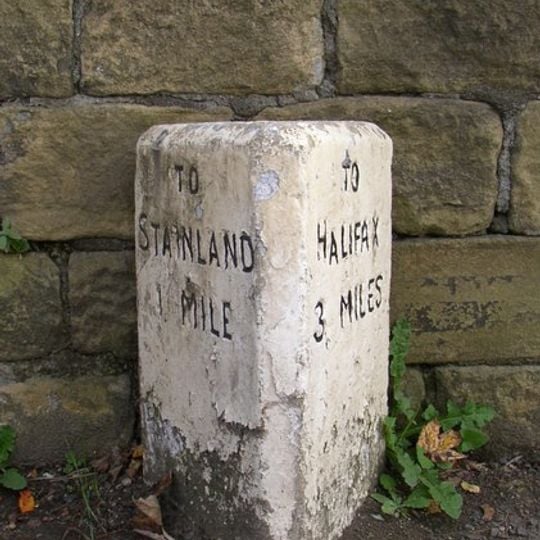 TO
STAINLAND
1 MILE
TO
HALIFAX
3 MILES